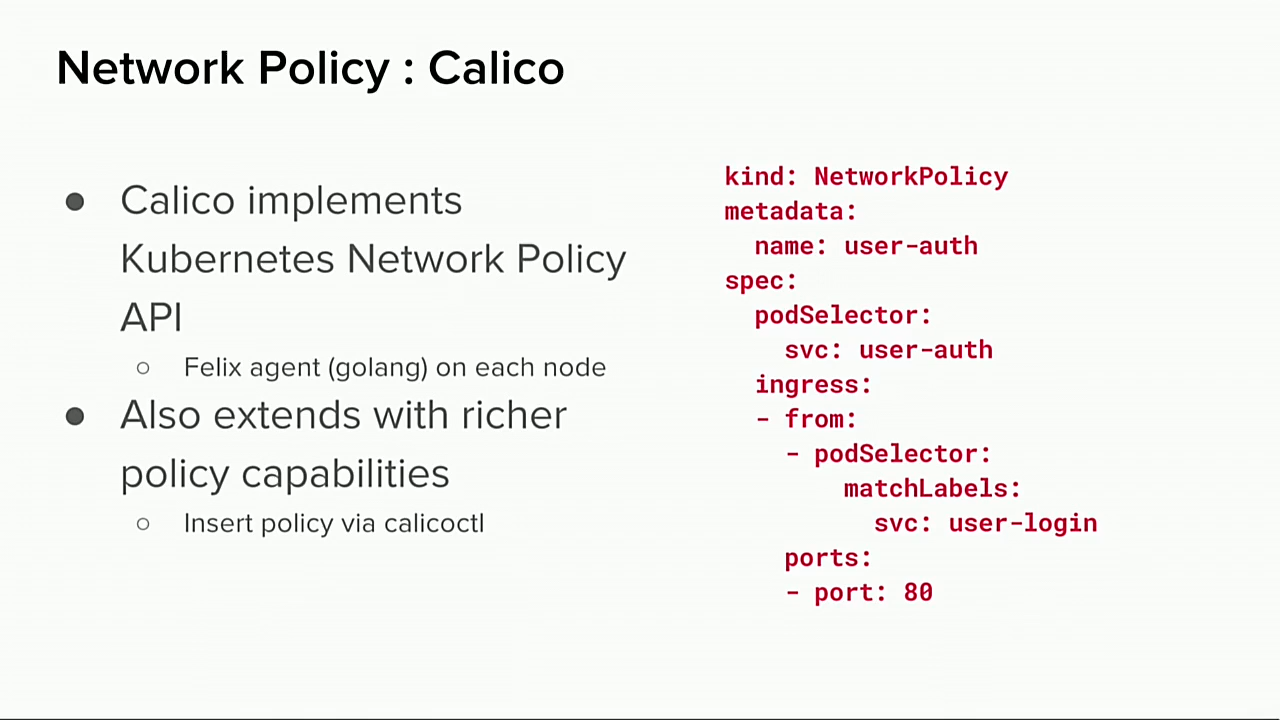 Network Policy : Calico
● Calico implements
Kubernetes Network Policy
API
○ Felix agent (golang) on each node
● Also extends with richer
policy capabilities
○ Insert policy via calicoctl
kind: NetworkPolicy
metadata:
  name: user-auth
spec:
  podSelector:
    svc: user-auth
  ingress:
  - from:
    - podSelector:
        matchLabels:
          svc: user-login
    ports:
    - port: 80